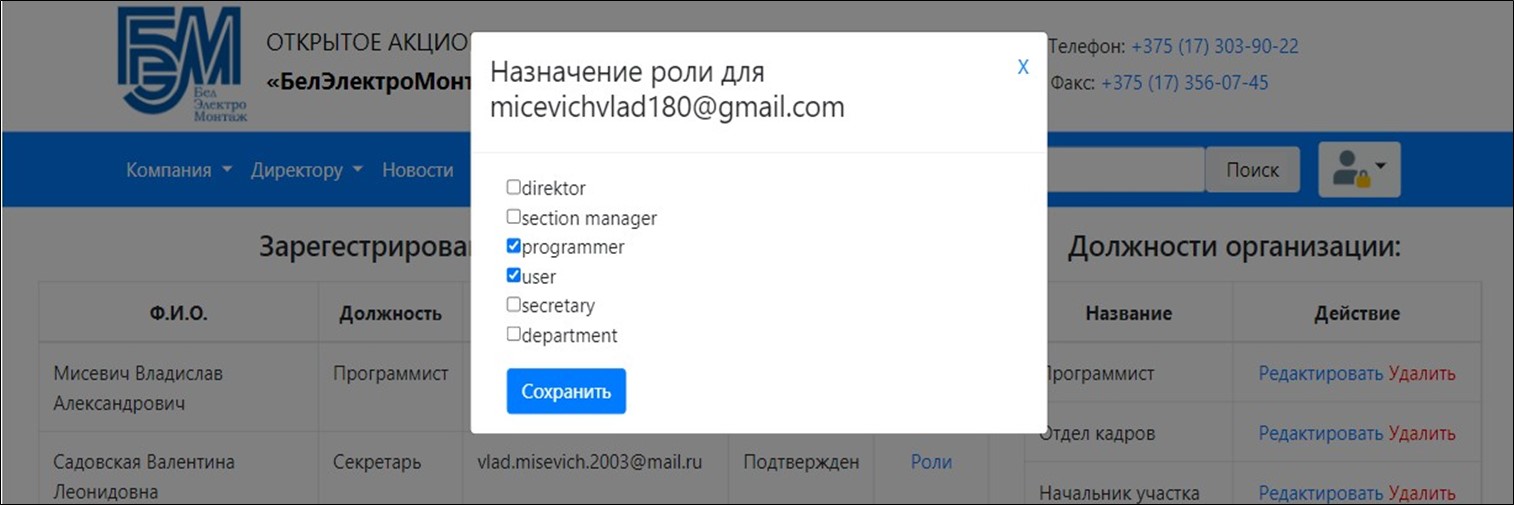 БЭМ
Бел
Электро
Монтаж
ОТКРЫТОЕ АКЦИО
«БелЭлектроМонт
Телефон: +375 (17) 303-90-22
Факс: +375 (17) 356-07-45
Назначение роли для
micevichvlad180@gmail.com
X
Компания Директору Новости
Поиск
direktor
section manager
programmer
user
secretary
department
Сохранить
Зарегестрирова
Ф.И.О. Должность
Мисевич Владислав
Александрович
Программист
Садовская Валентина
Леонидовна
Секретарь vlad.misevich.2003@mail.ru Подтвержден Роли
Должности организации:
Название Действие
Программист Редактировать Удалить
Отдел кадров Редактировать Удалить
Начальник участка Редактировать Удалить